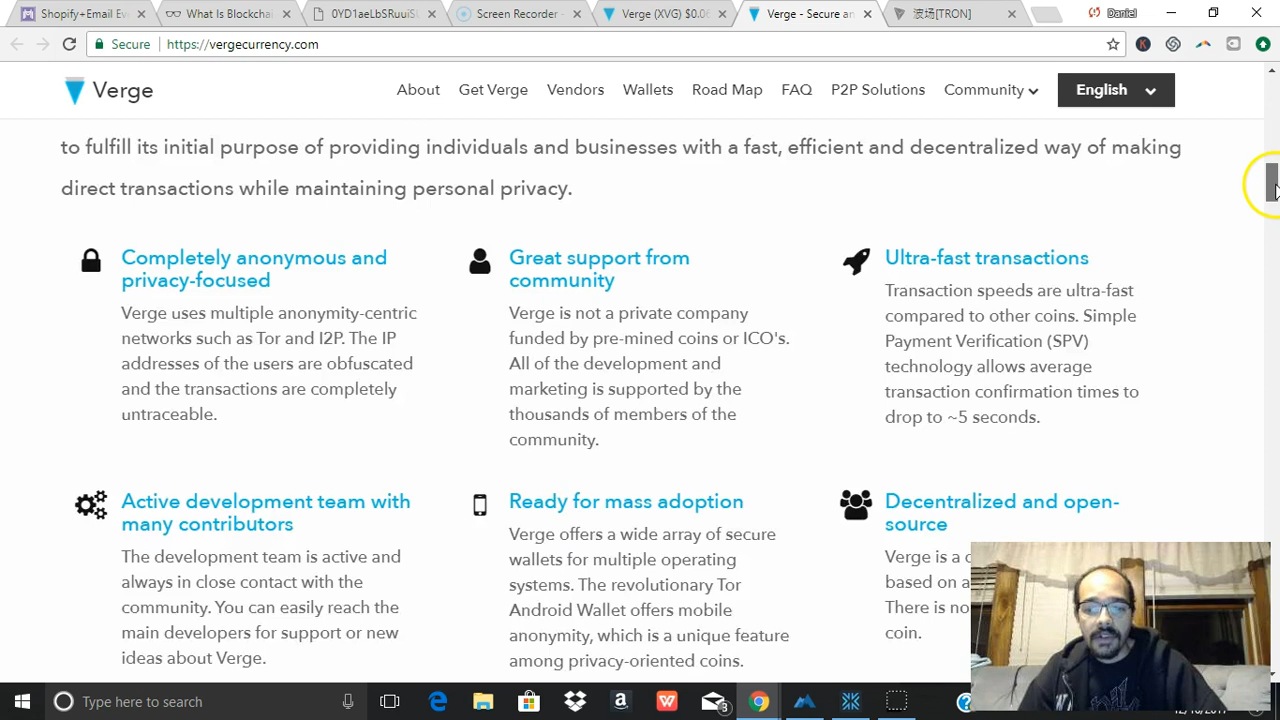 Shopify+Email Eve
What Is Blockchai
0YD1aeLbSRuuiSU
Screen Recorder -
Verge (XVG) $0.0
Verge - Secure an
波场[TRON]
Daniel
Secure
https://vergecurrency.com
Verge
About
Get Verge
Vendors
Wallets
Road Map
FAQ
P2P Solutions
Community
English
to fulfill its initial purpose of providing individuals and businesses with a fast, efficient and decentralized way of making
direct transactions while maintaining personal privacy.
Completely anonymous and
privacy-focused
Verge uses multiple anonymity-centric
networks such as Tor and I2P. The IP
addresses of the users are obfuscated
and the transactions are completely
untraceable.
Great support from
community
Verge is not a private company
funded by pre-mined coins or ICO's.
All of the development and
marketing is supported by the
thousands of members of the
community.
Ultra-fast transactions
Transaction speeds are ultra-fast
compared to other coins. Simple
Payment Verification (SPV)
technology allows average
transaction confirmation times to
drop to ~5 seconds.
Active development team with
many contributors
The development team is active and
always in close contact with the
community. You can easily reach the
main developers for support or new
ideas about Verge.
Ready for mass adoption
Verge offers a wide array of secure
wallets for multiple operating
systems. The revolutionary Tor
Android Wallet offers mobile
anonymity, which is a unique feature
among privacy-oriented coins.
Decentralized and open-
source
Verge is a
based on a
There is no
coin.
Type here to search
3